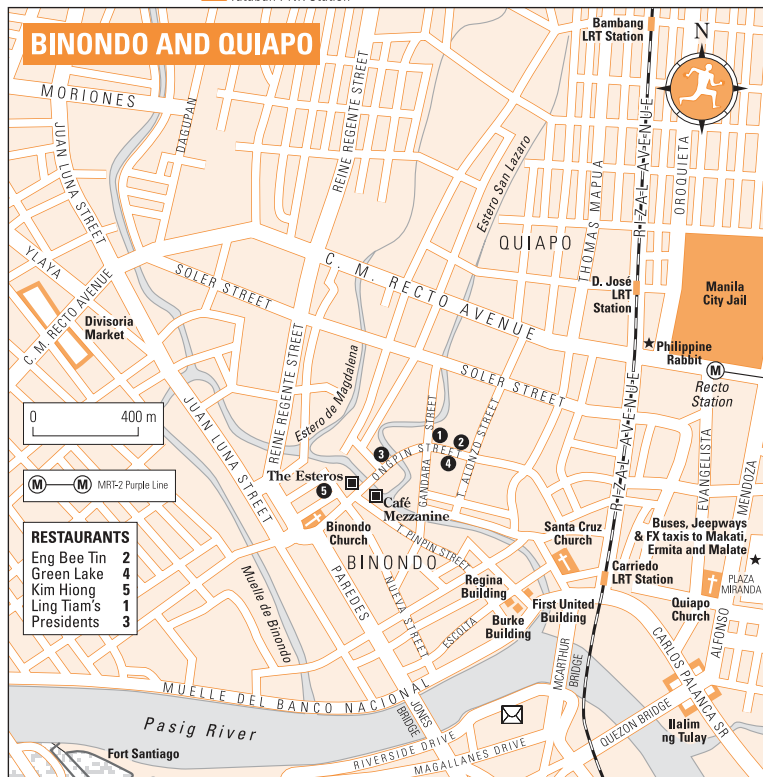 BINONDO AND QUIAPO
Bambang
LRT Station
N
MORIONES
DAGUPAN
JUAN LUNA STREET
REINE REGENTE STREET
Estero San Lazaro
RIZAL AVENUE
THOMAS MAPUA
OROQUIETA
QUIAPO
YLAYA
C. M. RECTO AVENUE
SOLER STREET
C. M. RECTO AVENUE
D. José
LRT
Station
Manila
City Jail
Divisoria
Market
Philippine
Rabbit
M
Recto
Station
REINE REGENTE STREET
Estero de Magdalena
SOLER STREET
RIZAL AVENUE
0 400 m
JUAN LUNA STREET
GANDARA STREET
T. ALONZO STREET
1
2
3
4
ONGPIN STREET
EVANGELISTA
MENDOZA
M M MRT-2 Purple Line
The Esteros
5
Café
Mezzanine
Binondo
Church
T. PINPIN STREET
Santa Cruz
Church
Buses, Jeepways
& FX taxis to Makati,
Ermita and Malate
RESTAURANTS
Eng Bee Tin 2
Green Lake 4
Kim Hiong 5
Ling Tiam's 1
Presidents 3
BINONDO
PAREDES
NUEVA STREET
Muelle de Binondo
Regina
Building
ESCOLTA
Burke
Building
First United
Building
Carriedo
LRT Station
PLAZA
MIRANDA
Quiapo
Church
ALFONSO
MCARTHUR
BRIDGE
CARLOS PALANCA SR
MUELLE DEL BANCO NACIONAL
JONES
BRIDGE
QUEZON BRIDGE
Ilalim
ng Tulay
Pasig River
Fort Santiago
RIVERSIDE DRIVE
MAGALLANES DRIVE